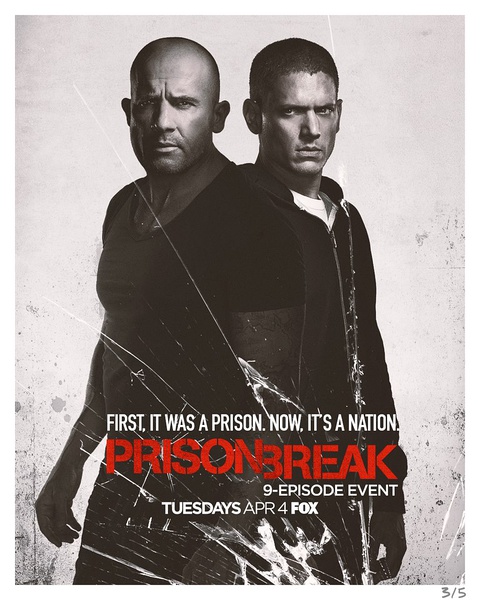 FIRST, IT WAS A PRISON. NOW, IT'S A NATION.
PRISON BREAK
9-EPISODE EVENT
TUESDAYS APR 4 FOX
3/5